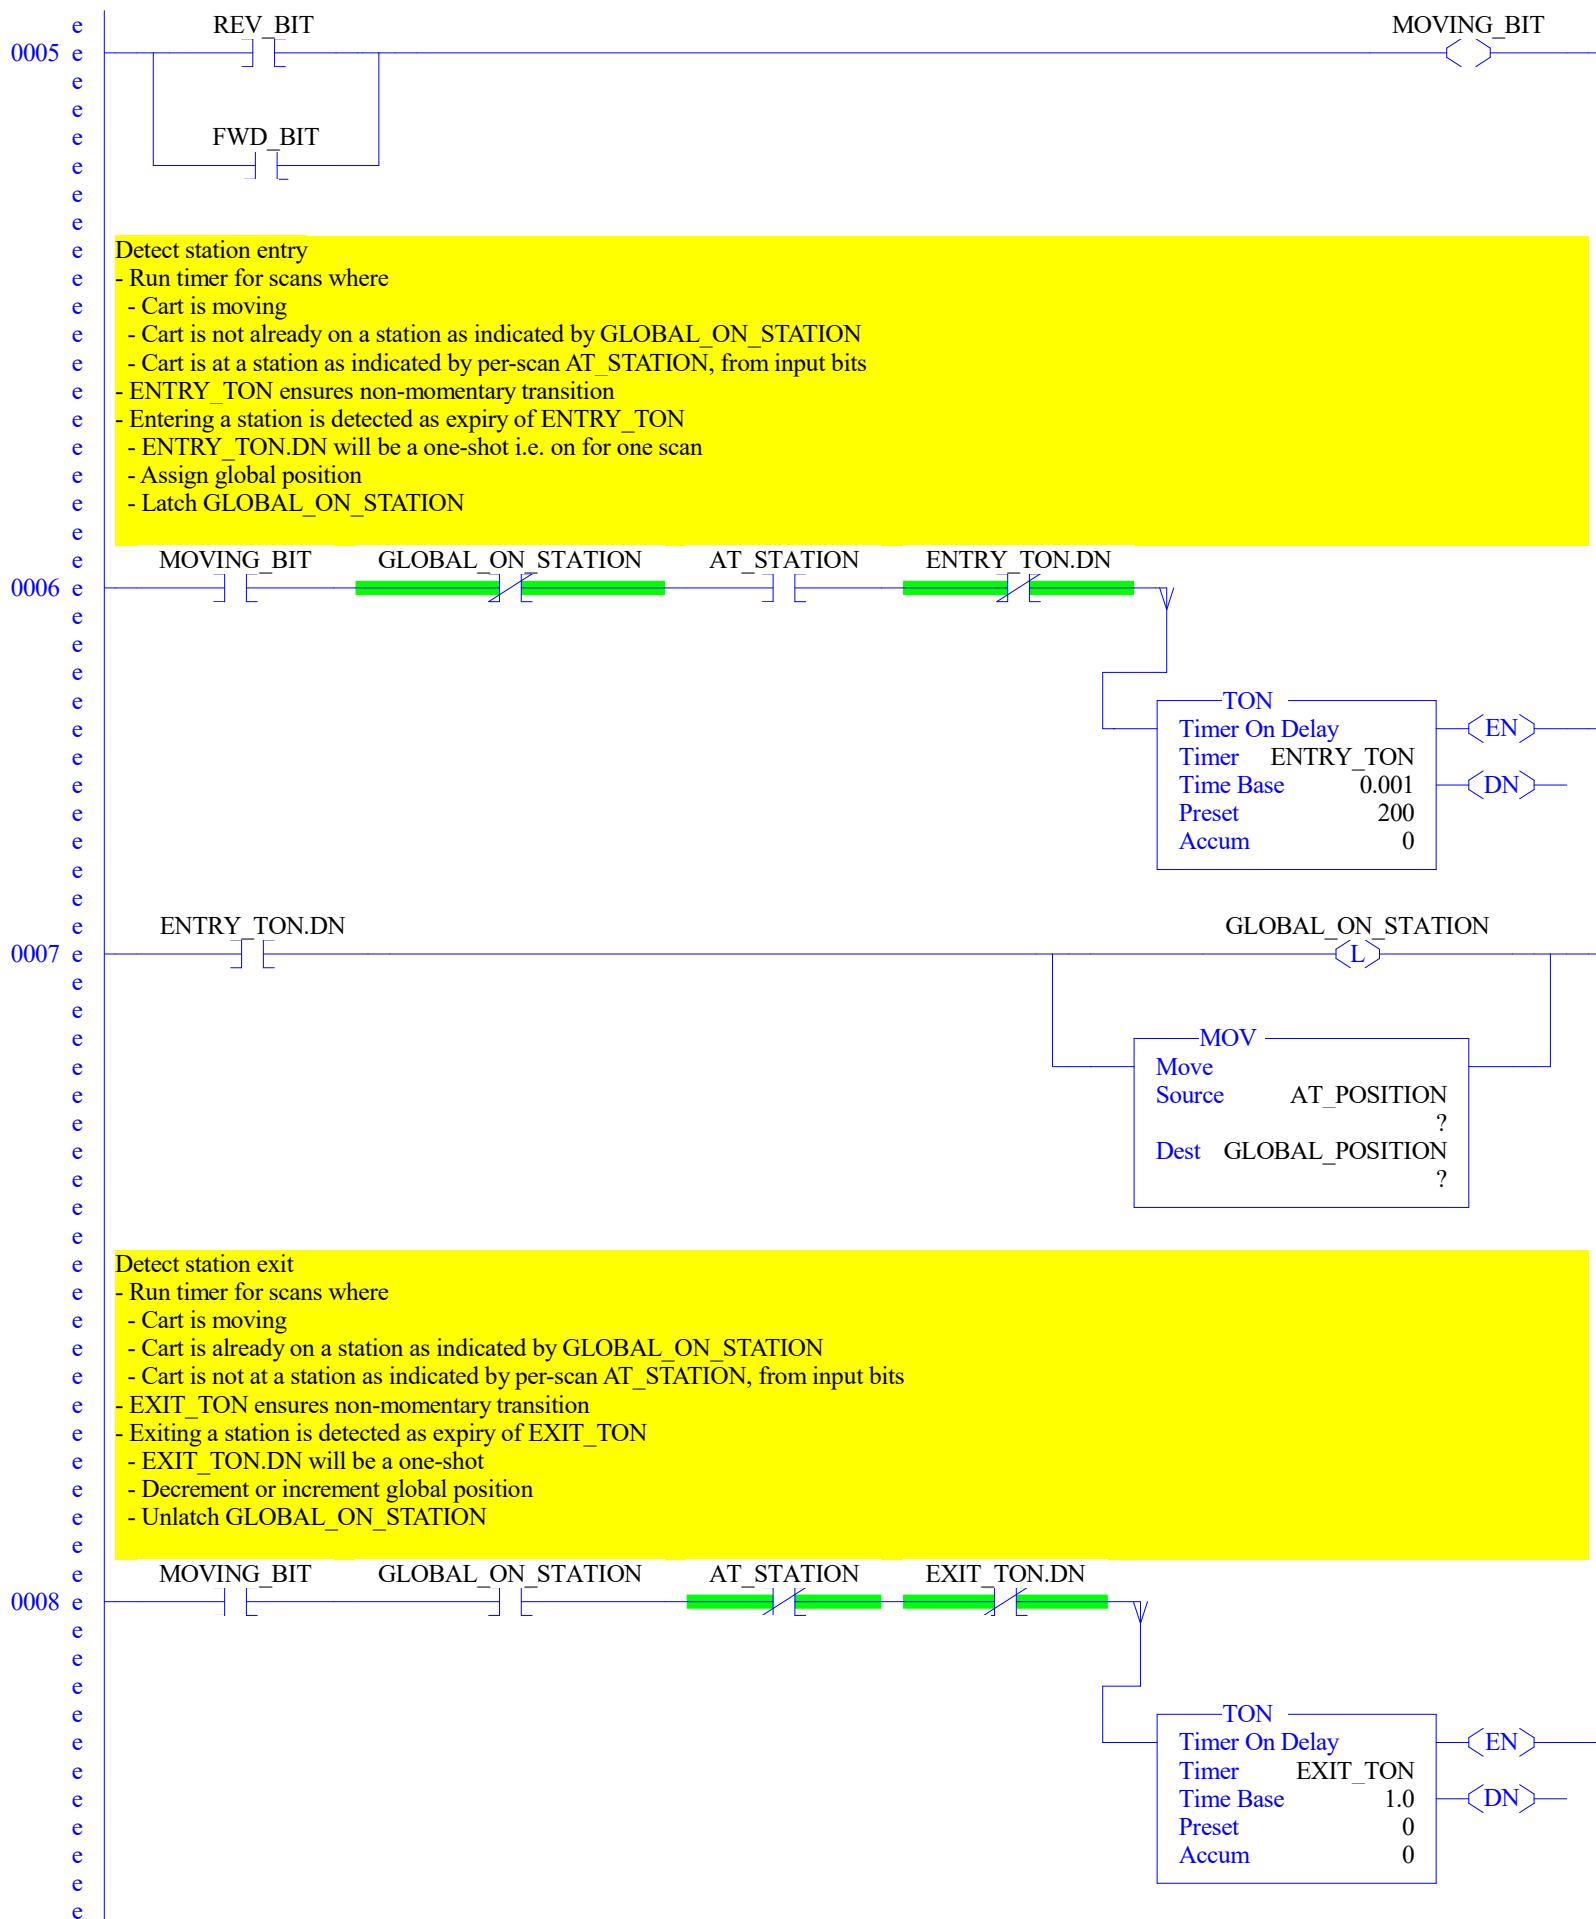 e
REV_BIT MOVING_BIT
0005 e
e
e
e FWD_BIT
e
e
e
e Detect station entry
e - Run timer for scans where
e - Cart is moving
e - Cart is not already on a station as indicated by GLOBAL_ON_STATION
e - Cart is at a station as indicated by per-scan AT_STATION, from input bits
e - ENTRY_TON ensures non-momentary transition
e - Entering a station is detected as expiry of ENTRY_TON
e - ENTRY_TON.DN will be a one-shot i.e. on for one scan
e - Assign global position
e - Latch GLOBAL_ON_STATION
e
e MOVING_BIT GLOBAL_ON_STATION AT_STATION ENTRY_TON.DN
0006 e
e
e
e
e TON
e Timer On Delay EN
e Timer ENTRY_TON
e Time Base 0.001 DN
e Preset 200
e Accum 0
e
e
e ENTRY_TON.DN GLOBAL_ON_STATION
0007 e L
e
e
e MOV
e Move
e Source AT_POSITION
e ?
e Dest GLOBAL_POSITION
e ?
e
e
e Detect station exit
e - Run timer for scans where
e - Cart is moving
e - Cart is already on a station as indicated by GLOBAL_ON_STATION
e - Cart is not at a station as indicated by per-scan AT_STATION, from input bits
e - EXIT_TON ensures non-momentary transition
e - Exiting a station is detected as expiry of EXIT_TON
e - EXIT_TON.DN will be a one-shot
e - Decrement or increment global position
e - Unlatch GLOBAL_ON_STATION
e
e MOVING_BIT GLOBAL_ON_STATION AT_STATION EXIT_TON.DN
0008 e
e
e
e
e TON
e Timer On Delay EN
e Timer EXIT_TON
e Time Base 1.0 DN
e Preset 0
e Accum 0
e
e